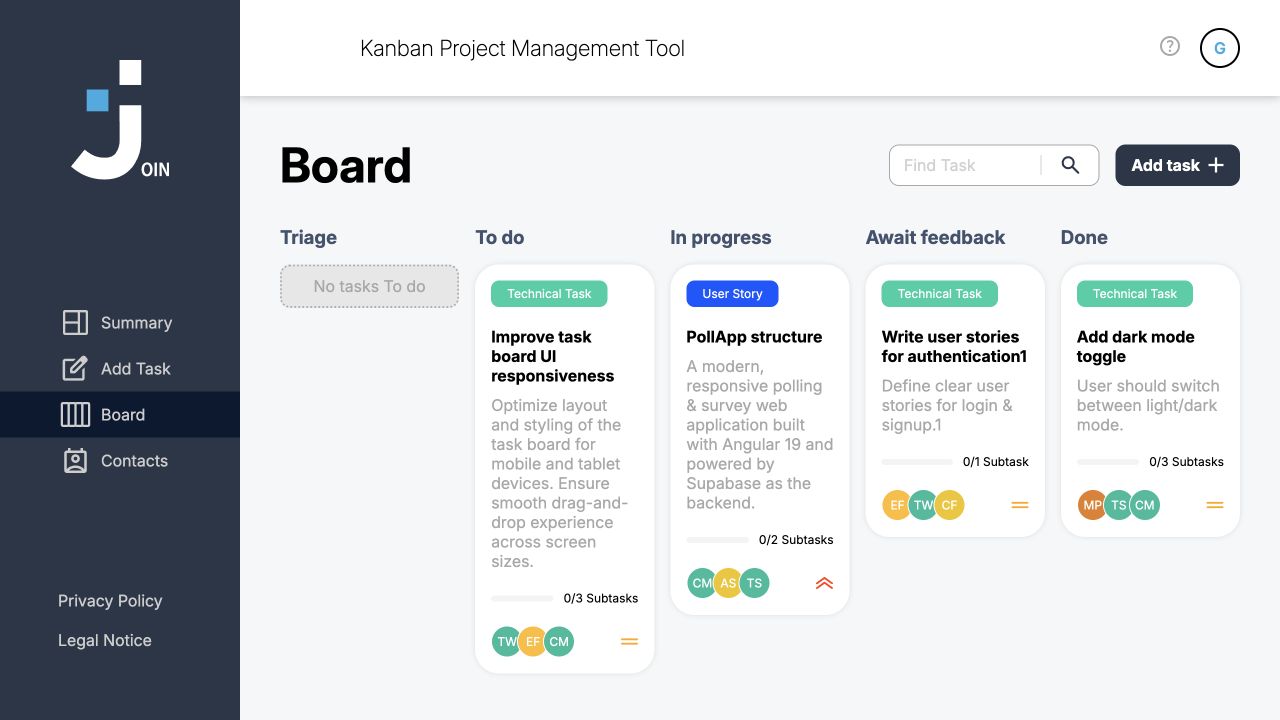 OIN
Summary
Add Task
Board
Contacts
Privacy Policy
Legal Notice
Kanban Project Management Tool
?
G
Board
Find Task
Add task
Triage
No tasks To do
To do
Technical Task
Improve task
board UI
responsiveness
Optimize layout
and styling of the
task board for
mobile and tablet
devices. Ensure
smooth drag-and-
drop experience
across screen
sizes.
0/3 Subtasks
TW EF CM
In progress
User Story
PollApp structure
A modern,
responsive polling
& survey web
application built
with Angular 19 and
powered by
Supabase as the
backend.
0/2 Subtasks
CM AS TS
Await feedback
Technical Task
Write user stories
for authentication1
Define clear user
stories for login &
signup.1
0/1 Subtask
EF TW CF
Done
Technical Task
Add dark mode
toggle
User should switch
between light/dark
mode.
0/3 Subtasks
MP TS CM